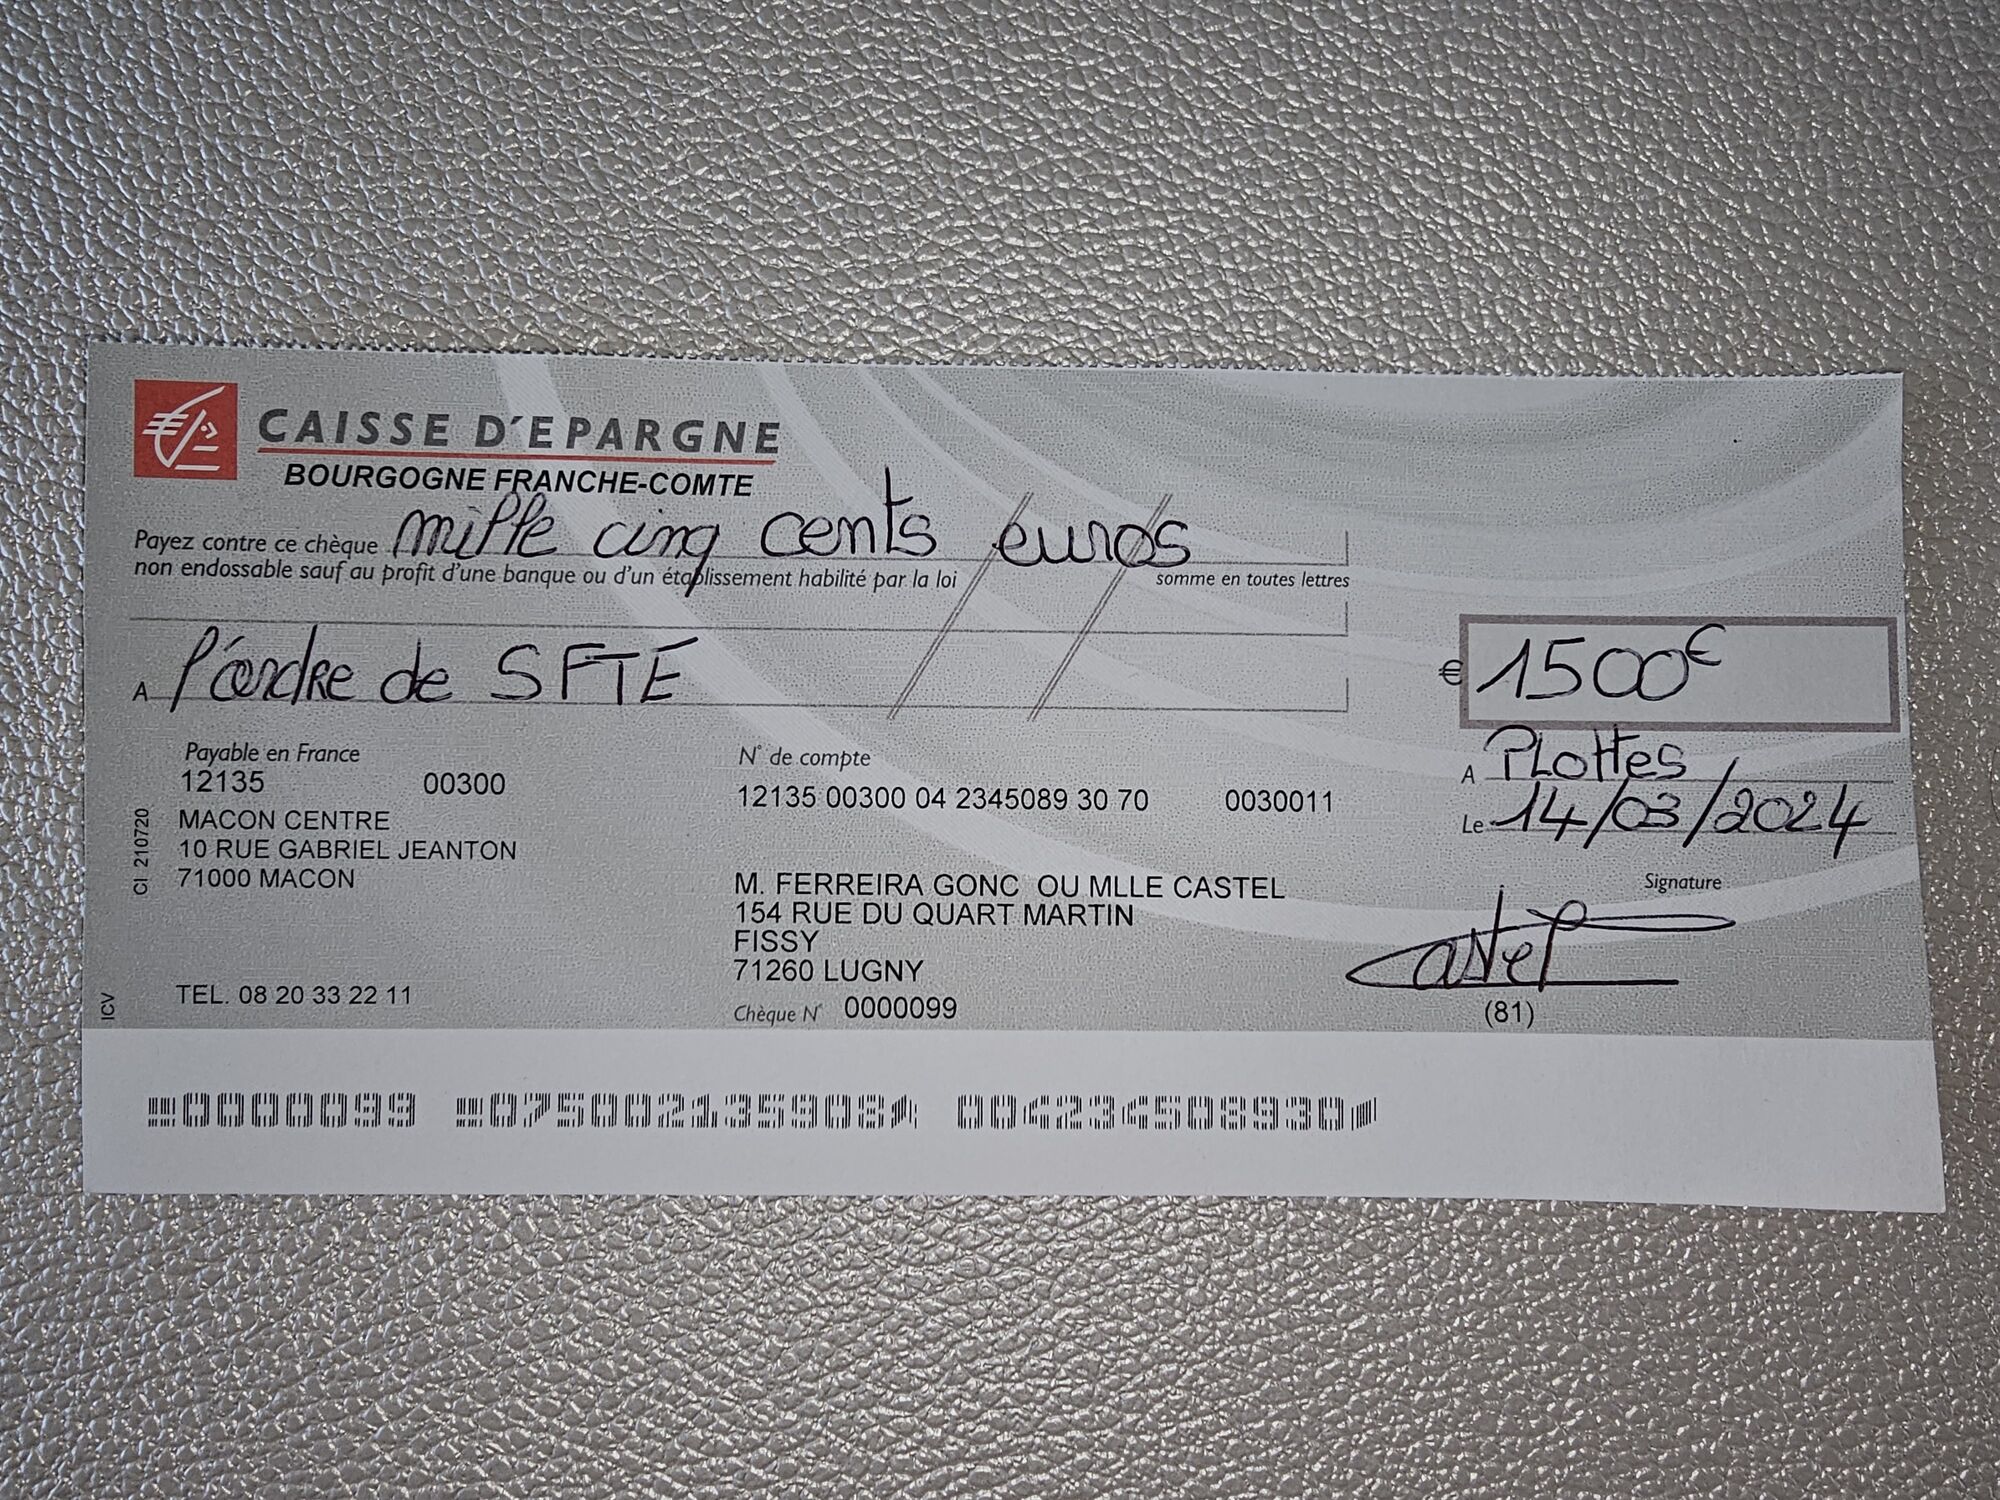 CAISSE D'EPARGNE
BOURGOGNE FRANCHE-COMTE
Payez contre ce chèque mille cinq cents euros
non endossable sauf au profit d'une banque ou d'un établissement habilité par la loi somme en toutes lettres
A l'ordre de SFTE
€ 1500€
Payable en France
12135 00300
MACON CENTRE
10 RUE GABRIEL JEANTON
71000 MACON
TEL. 08 20 33 22 11
CI 210720
ICV
N° de compte
12135 00300 04 2345089 30 70 0030011
M. FERREIRA GONC OU MLLE CASTEL
154 RUE DU QUART MARTIN
FISSY
71260 LUGNY
Chèque N° 0000099
A PLOTTES
Le 14/03/2024
Signature
Castel
(81)
0000099 075002135908 004234508930